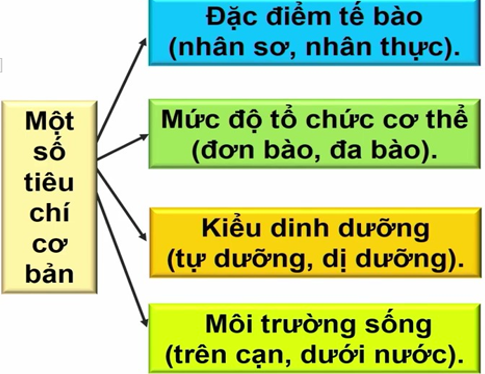 Một
số
tiêu
chí
cơ
bản
Đặc điểm tế bào
(nhân sơ, nhân thực).
Mức độ tổ chức cơ thể
(đơn bào, đa bào).
Kiểu dinh dưỡng
(tự dưỡng, dị dưỡng).
Môi trường sống
(trên cạn, dưới nước).